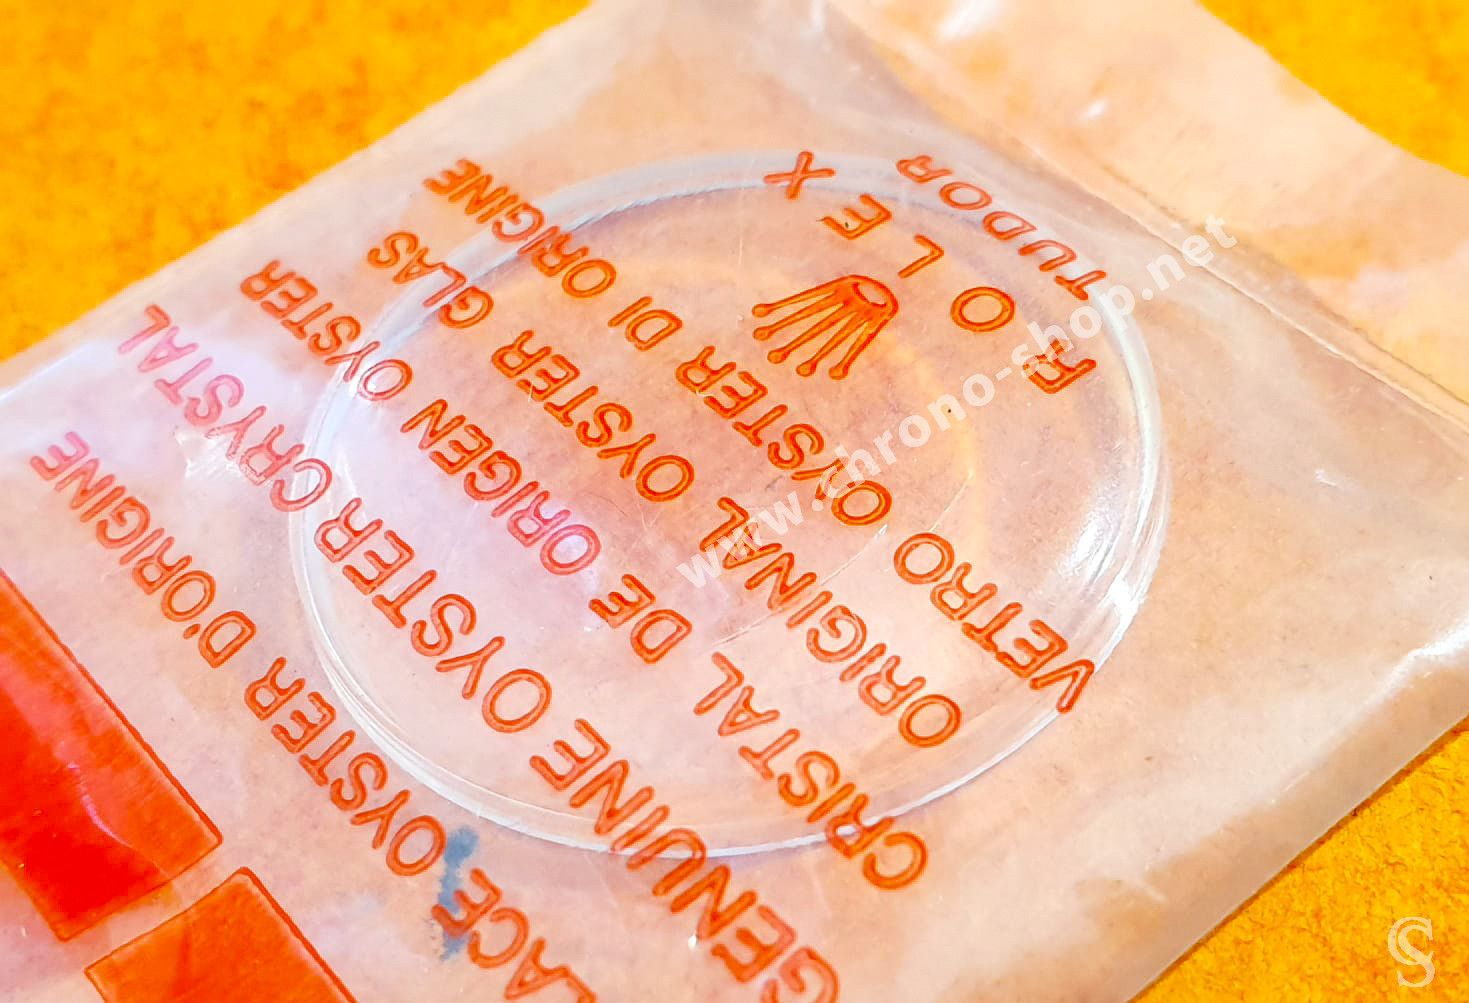 LACE OYSTER D'ORIGINE
GENUINE OYSTER CRYSTAL
CRISTAL DE ORIGEN OYSTER
ORIGINAL OYSTER GLAS
VETRO OYSTER DI ORIGINE
ROLEX
TUDOR
www.chrono-shop.net